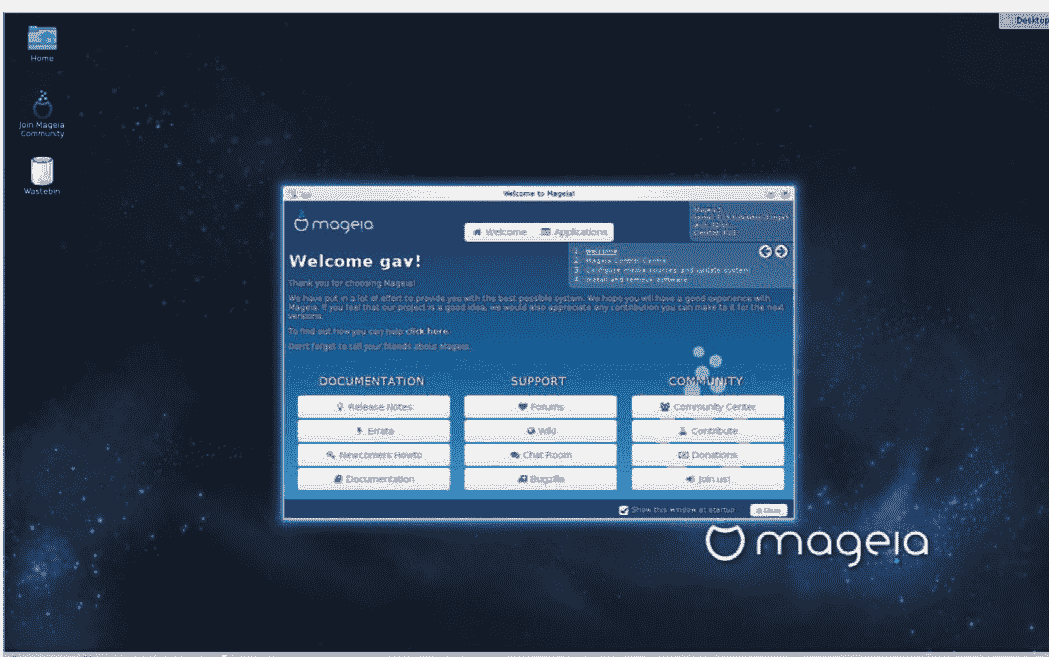 Desktop
Home
Join Mageia
Community
Wastebin
Welcome to Mageia!
mageia
Welcome
Applications
Welcome gav!
1. Welcome
2. Mageia Control Centre
3. Configure media sources and update system
4. Install and remove software
Thank you for choosing Mageia!
We have put in a lot of effort to provide you with the best possible system. We hope you will have a good experience with
Mageia. If you feel that our project is a good idea, we would also appreciate any contribution you can make to it for the next
versions.
To find out how you can help click here.
Don't forget to tell your friends about Mageia.
DOCUMENTATION
SUPPORT
COMMUNITY
Release Notes
Forums
Community Center
Errata
Wiki
Contribute
Newcomers Howto
Chat Room
Donations
Documentation
Bugzilla
Join us!
Show this window at startup
Close
mageia